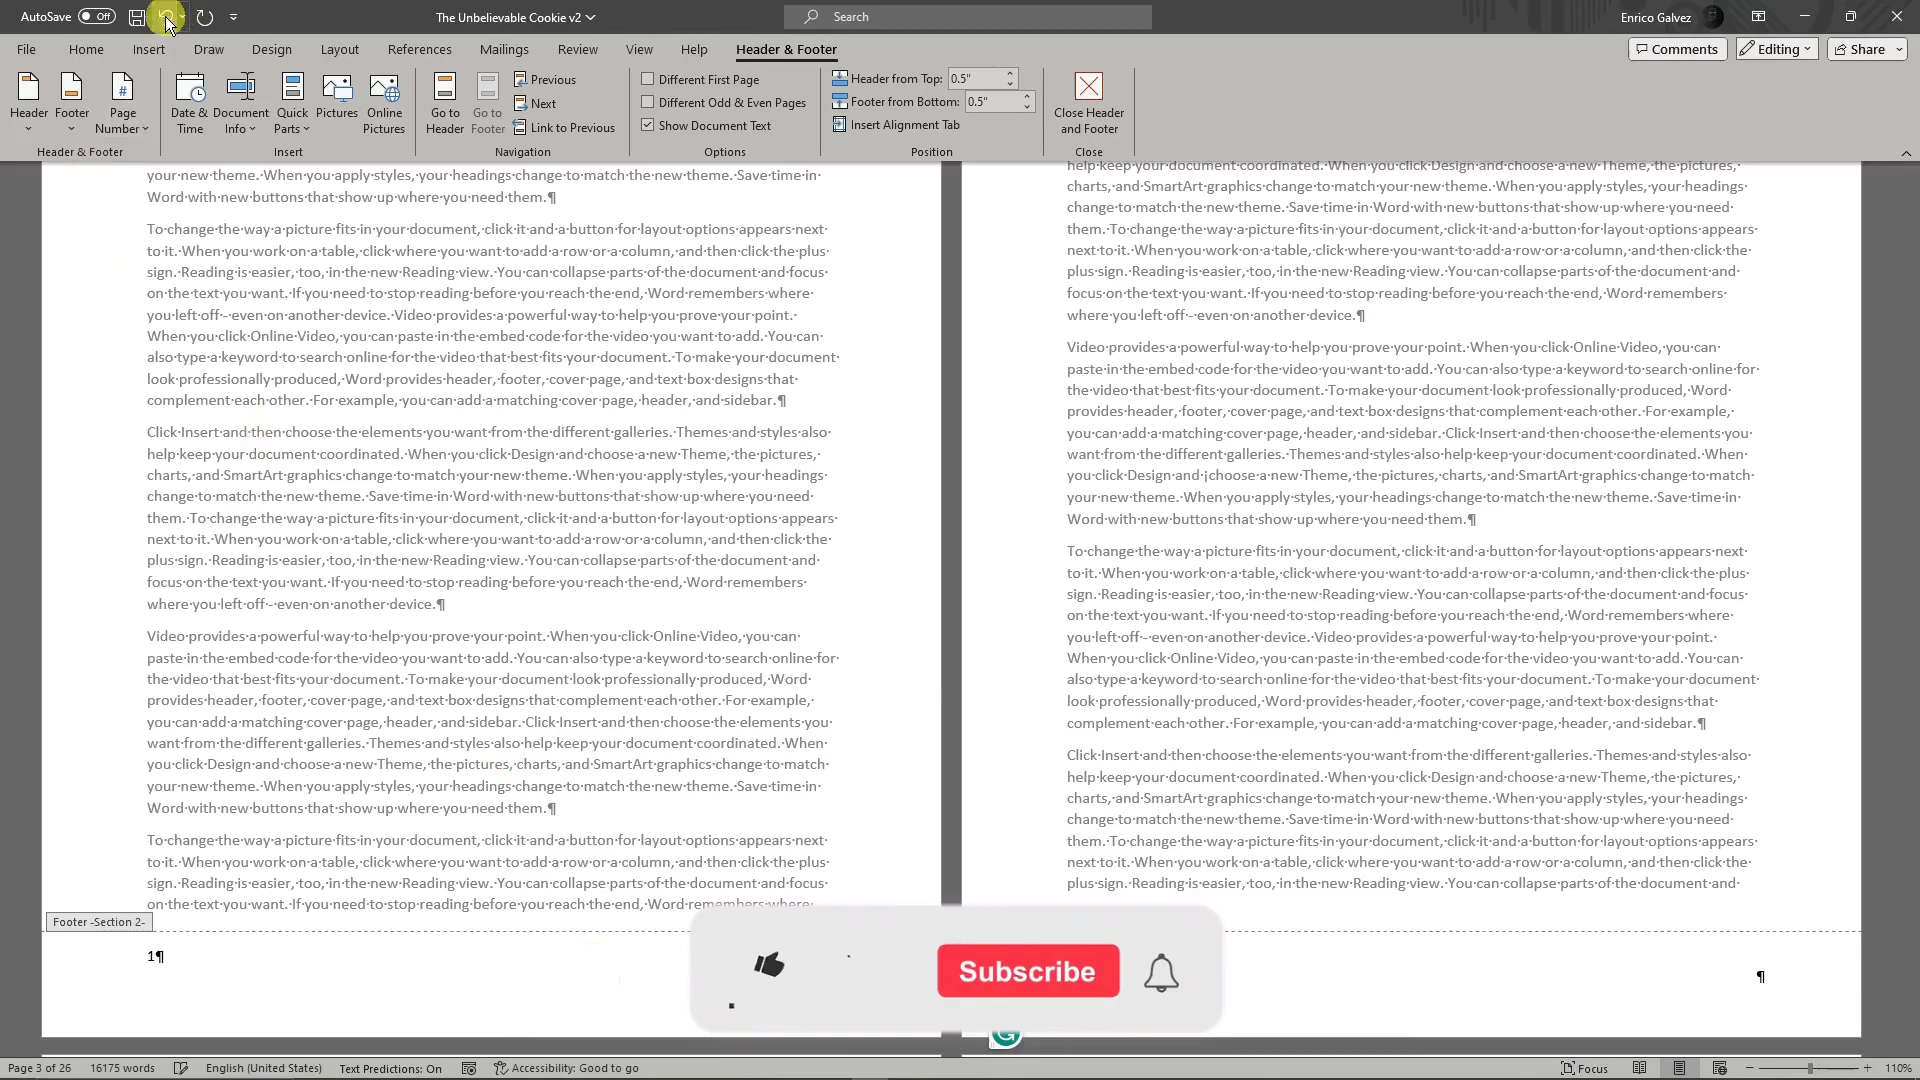 AutoSave Off The Unbelievable Cookie v2 Search Enrico Galvez
File Home Insert Draw Design Layout References Mailings Review View Help Header & Footer Comments Editing Share
Header Footer Page Number Date & Time Document Info Quick Parts Pictures Online Pictures Go to Header Go to Footer Previous Next Link to Previous
Different First Page
Different Odd & Even Pages
Show Document Text
Header from Top: 0.5"
Footer from Bottom: 0.5"
Insert Alignment Tab
Close Header and Footer
Header & Footer Insert Navigation Options Position Close
your·new·theme.·When·you·apply·styles,·your·headings·change·to·match·the·new·theme.·Save·time·in·
Word·with·new·buttons·that·show·up·where·you·need·them.¶
To·change·the·way·a·picture·fits·in·your·document,·click·it·and·a·button·for·layout·options·appears·next·
to·it.·When·you·work·on·a·table,·click·where·you·want·to·add·a·row·or·a·column,·and·then·click·the·plus·
sign.·Reading·is·easier,·too,·in·the·new·Reading·view.·You·can·collapse·parts·of·the·document·and·focus·
on·the·text·you·want.·If·you·need·to·stop·reading·before·you·reach·the·end,·Word·remembers·where·
you·left·off·-·even·on·another·device.·Video·provides·a·powerful·way·to·help·you·prove·your·point.·
When·you·click·Online·Video,·you·can·paste·in·the·embed·code·for·the·video·you·want·to·add.·You·can·
also·type·a·keyword·to·search·online·for·the·video·that·best·fits·your·document.·To·make·your·document·
look·professionally·produced,·Word·provides·header,·footer,·cover·page,·and·text·box·designs·that·
complement·each·other.·For·example,·you·can·add·a·matching·cover·page,·header,·and·sidebar.¶
Click·Insert·and·then·choose·the·elements·you·want·from·the·different·galleries.·Themes·and·styles·also·
help·keep·your·document·coordinated.·When·you·click·Design·and·choose·a·new·Theme,·the·pictures,·
charts,·and·SmartArt·graphics·change·to·match·your·new·theme.·When·you·apply·styles,·your·headings·
change·to·match·the·new·theme.·Save·time·in·Word·with·new·buttons·that·show·up·where·you·need·
them.·To·change·the·way·a·picture·fits·in·your·document,·click·it·and·a·button·for·layout·options·appears·
next·to·it.·When·you·work·on·a·table,·click·where·you·want·to·add·a·row·or·a·column,·and·then·click·the·
plus·sign.·Reading·is·easier,·too,·in·the·new·Reading·view.·You·can·collapse·parts·of·the·document·and·
focus·on·the·text·you·want.·If·you·need·to·stop·reading·before·you·reach·the·end,·Word·remembers·
where·you·left·off·-·even·on·another·device.¶
Video·provides·a·powerful·way·to·help·you·prove·your·point.·When·you·click·Online·Video,·you·can·
paste·in·the·embed·code·for·the·video·you·want·to·add.·You·can·also·type·a·keyword·to·search·online·for·
the·video·that·best·fits·your·document.·To·make·your·document·look·professionally·produced,·Word·
provides·header,·footer,·cover·page,·and·text·box·designs·that·complement·each·other.·For·example,·
you·can·add·a·matching·cover·page,·header,·and·sidebar.·Click·Insert·and·then·choose·the·elements·you·
want·from·the·different·galleries.·Themes·and·styles·also·help·keep·your·document·coordinated.·When·
you·click·Design·and·choose·a·new·Theme,·the·pictures,·charts,·and·SmartArt·graphics·change·to·match·
your·new·theme.·When·you·apply·styles,·your·headings·change·to·match·the·new·theme.·Save·time·in·
Word·with·new·buttons·that·show·up·where·you·need·them.¶
To·change·the·way·a·picture·fits·in·your·document,·click·it·and·a·button·for·layout·options·appears·next·
to·it.·When·you·work·on·a·table,·click·where·you·want·to·add·a·row·or·a·column,·and·then·click·the·plus·
sign.·Reading·is·easier,·too,·in·the·new·Reading·view.·You·can·collapse·parts·of·the·document·and·focus·
on·the·text·you·want.·If·you·need·to·stop·reading·before·you·reach·the·end,·Word·remembers·where·
Footer -Section 2-
1¶
help·keep·your·document·coordinated.·When·you·click·Design·and·choose·a·new·Theme,·the·pictures,·
charts,·and·SmartArt·graphics·change·to·match·your·new·theme.·When·you·apply·styles,·your·headings·
change·to·match·the·new·theme.·Save·time·in·Word·with·new·buttons·that·show·up·where·you·need·
them.·To·change·the·way·a·picture·fits·in·your·document,·click·it·and·a·button·for·layout·options·appears·
next·to·it.·When·you·work·on·a·table,·click·where·you·want·to·add·a·row·or·a·column,·and·then·click·the·
plus·sign.·Reading·is·easier,·too,·in·the·new·Reading·view.·You·can·collapse·parts·of·the·document·and·
focus·on·the·text·you·want.·If·you·need·to·stop·reading·before·you·reach·the·end,·Word·remembers·
where·you·left·off·-·even·on·another·device.¶
Video·provides·a·powerful·way·to·help·you·prove·your·point.·When·you·click·Online·Video,·you·can·
paste·in·the·embed·code·for·the·video·you·want·to·add.·You·can·also·type·a·keyword·to·search·online·for·
the·video·that·best·fits·your·document.·To·make·your·document·look·professionally·produced,·Word·
provides·header,·footer,·cover·page,·and·text·box·designs·that·complement·each·other.·For·example,·
you·can·add·a·matching·cover·page,·header,·and·sidebar.·Click·Insert·and·then·choose·the·elements·you·
want·from·the·different·galleries.·Themes·and·styles·also·help·keep·your·document·coordinated.·When·
you·click·Design·and·choose·a·new·Theme,·the·pictures,·charts,·and·SmartArt·graphics·change·to·match·
your·new·theme.·When·you·apply·styles,·your·headings·change·to·match·the·new·theme.·Save·time·in·
Word·with·new·buttons·that·show·up·where·you·need·them.¶
To·change·the·way·a·picture·fits·in·your·document,·click·it·and·a·button·for·layout·options·appears·next·
to·it.·When·you·work·on·a·table,·click·where·you·want·to·add·a·row·or·a·column,·and·then·click·the·plus·
sign.·Reading·is·easier,·too,·in·the·new·Reading·view.·You·can·collapse·parts·of·the·document·and·focus·
on·the·text·you·want.·If·you·need·to·stop·reading·before·you·reach·the·end,·Word·remembers·where·
you·left·off·-·even·on·another·device.·Video·provides·a·powerful·way·to·help·you·prove·your·point.·
When·you·click·Online·Video,·you·can·paste·in·the·embed·code·for·the·video·you·want·to·add.·You·can·
also·type·a·keyword·to·search·online·for·the·video·that·best·fits·your·document.·To·make·your·document·
look·professionally·produced,·Word·provides·header,·footer,·cover·page,·and·text·box·designs·that·
complement·each·other.·For·example,·you·can·add·a·matching·cover·page,·header,·and·sidebar.¶
Click·Insert·and·then·choose·the·elements·you·want·from·the·different·galleries.·Themes·and·styles·also·
help·keep·your·document·coordinated.·When·you·click·Design·and·choose·a·new·Theme,·the·pictures,·
charts,·and·SmartArt·graphics·change·to·match·your·new·theme.·When·you·apply·styles,·your·headings·
change·to·match·the·new·theme.·Save·time·in·Word·with·new·buttons·that·show·up·where·you·need·
them.·To·change·the·way·a·picture·fits·in·your·document,·click·it·and·a·button·for·layout·options·appears·
next·to·it.·When·you·work·on·a·table,·click·where·you·want·to·add·a·row·or·a·column,·and·then·click·the·
plus·sign.·Reading·is·easier,·too,·in·the·new·Reading·view.·You·can·collapse·parts·of·the·document·and·
¶
Subscribe
Page 3 of 26 16175 words English (United States) Text Predictions: On Accessibility: Good to go Focus 110%